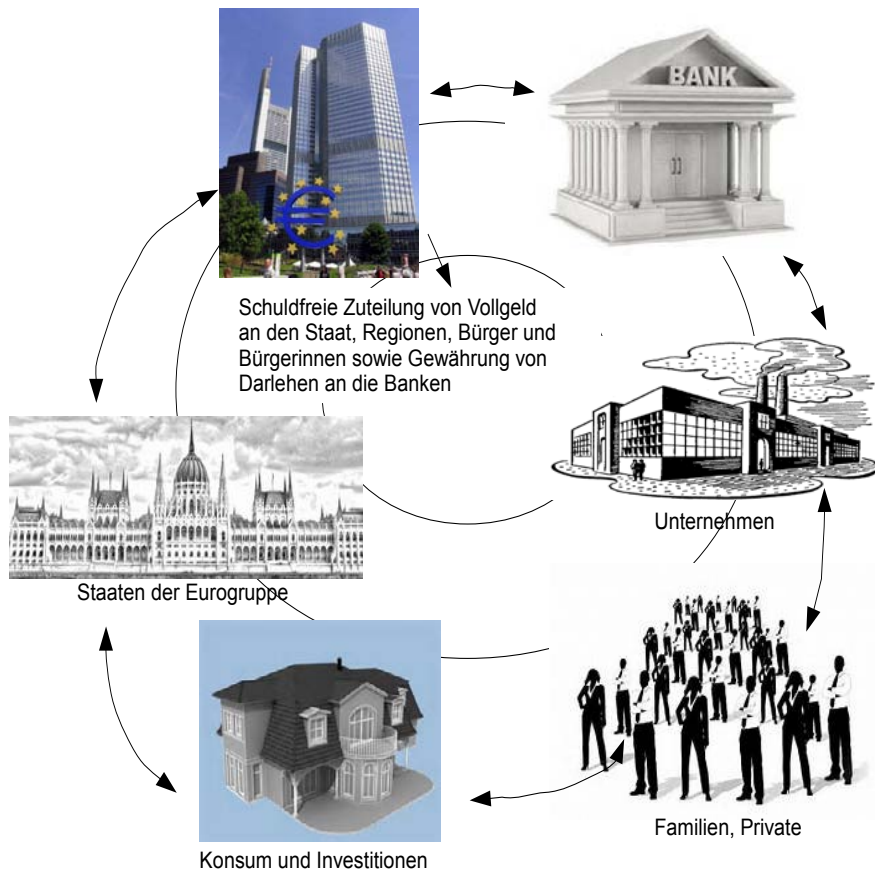 BANK
Schuldfreie Zuteilung von Vollgeld
an den Staat, Regionen, Bürger und
Bürgerinnen sowie Gewährung von
Darlehen an die Banken
Unternehmen
Staaten der Eurogruppe
Familien, Private
Konsum und Investitionen